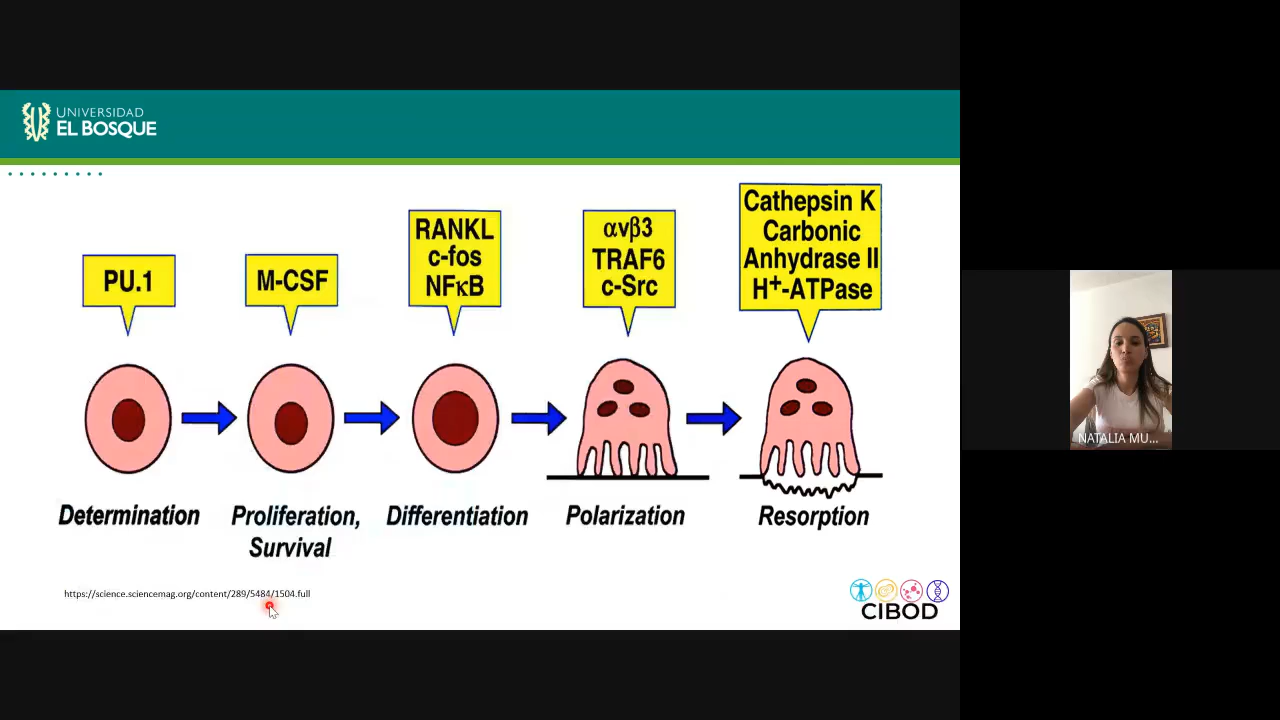 UNIVERSIDAD
EL BOSQUE
PU.1
M-CSF
RANKL
c-fos
NFκB
αvβ3
TRAF6
c-Src
Cathepsin K
Carbonic
Anhydrase II
H⁺-ATPase
Determination
Proliferation,
Survival
Differentiation
Polarization
Resorption
https://science.sciencemag.org/content/289/5484/1504.full
CIBOD
NATALIA MU...